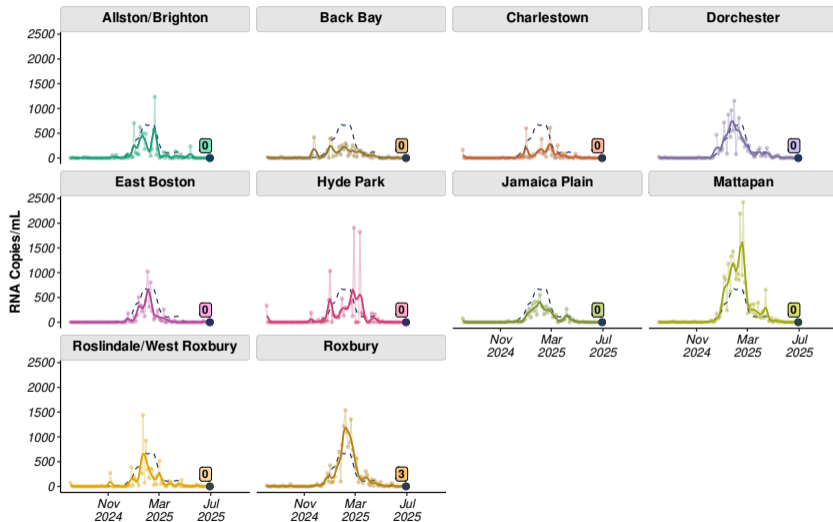 Allston/Brighton Back Bay Charlestown Dorchester
2500
2000
1500
1000
500
0
0 0 0 0
East Boston Hyde Park Jamaica Plain Mattapan
2500
2000
1500
1000
500
0
0 0 0 0
RNA Copies/mL
Nov 2024 Mar 2025 Jul 2025 Nov 2024 Mar 2025 Jul 2025
Roslindale/West Roxbury Roxbury
2500
2000
1500
1000
500
0
0 3
Nov 2024 Mar 2025 Jul 2025 Nov 2024 Mar 2025 Jul 2025